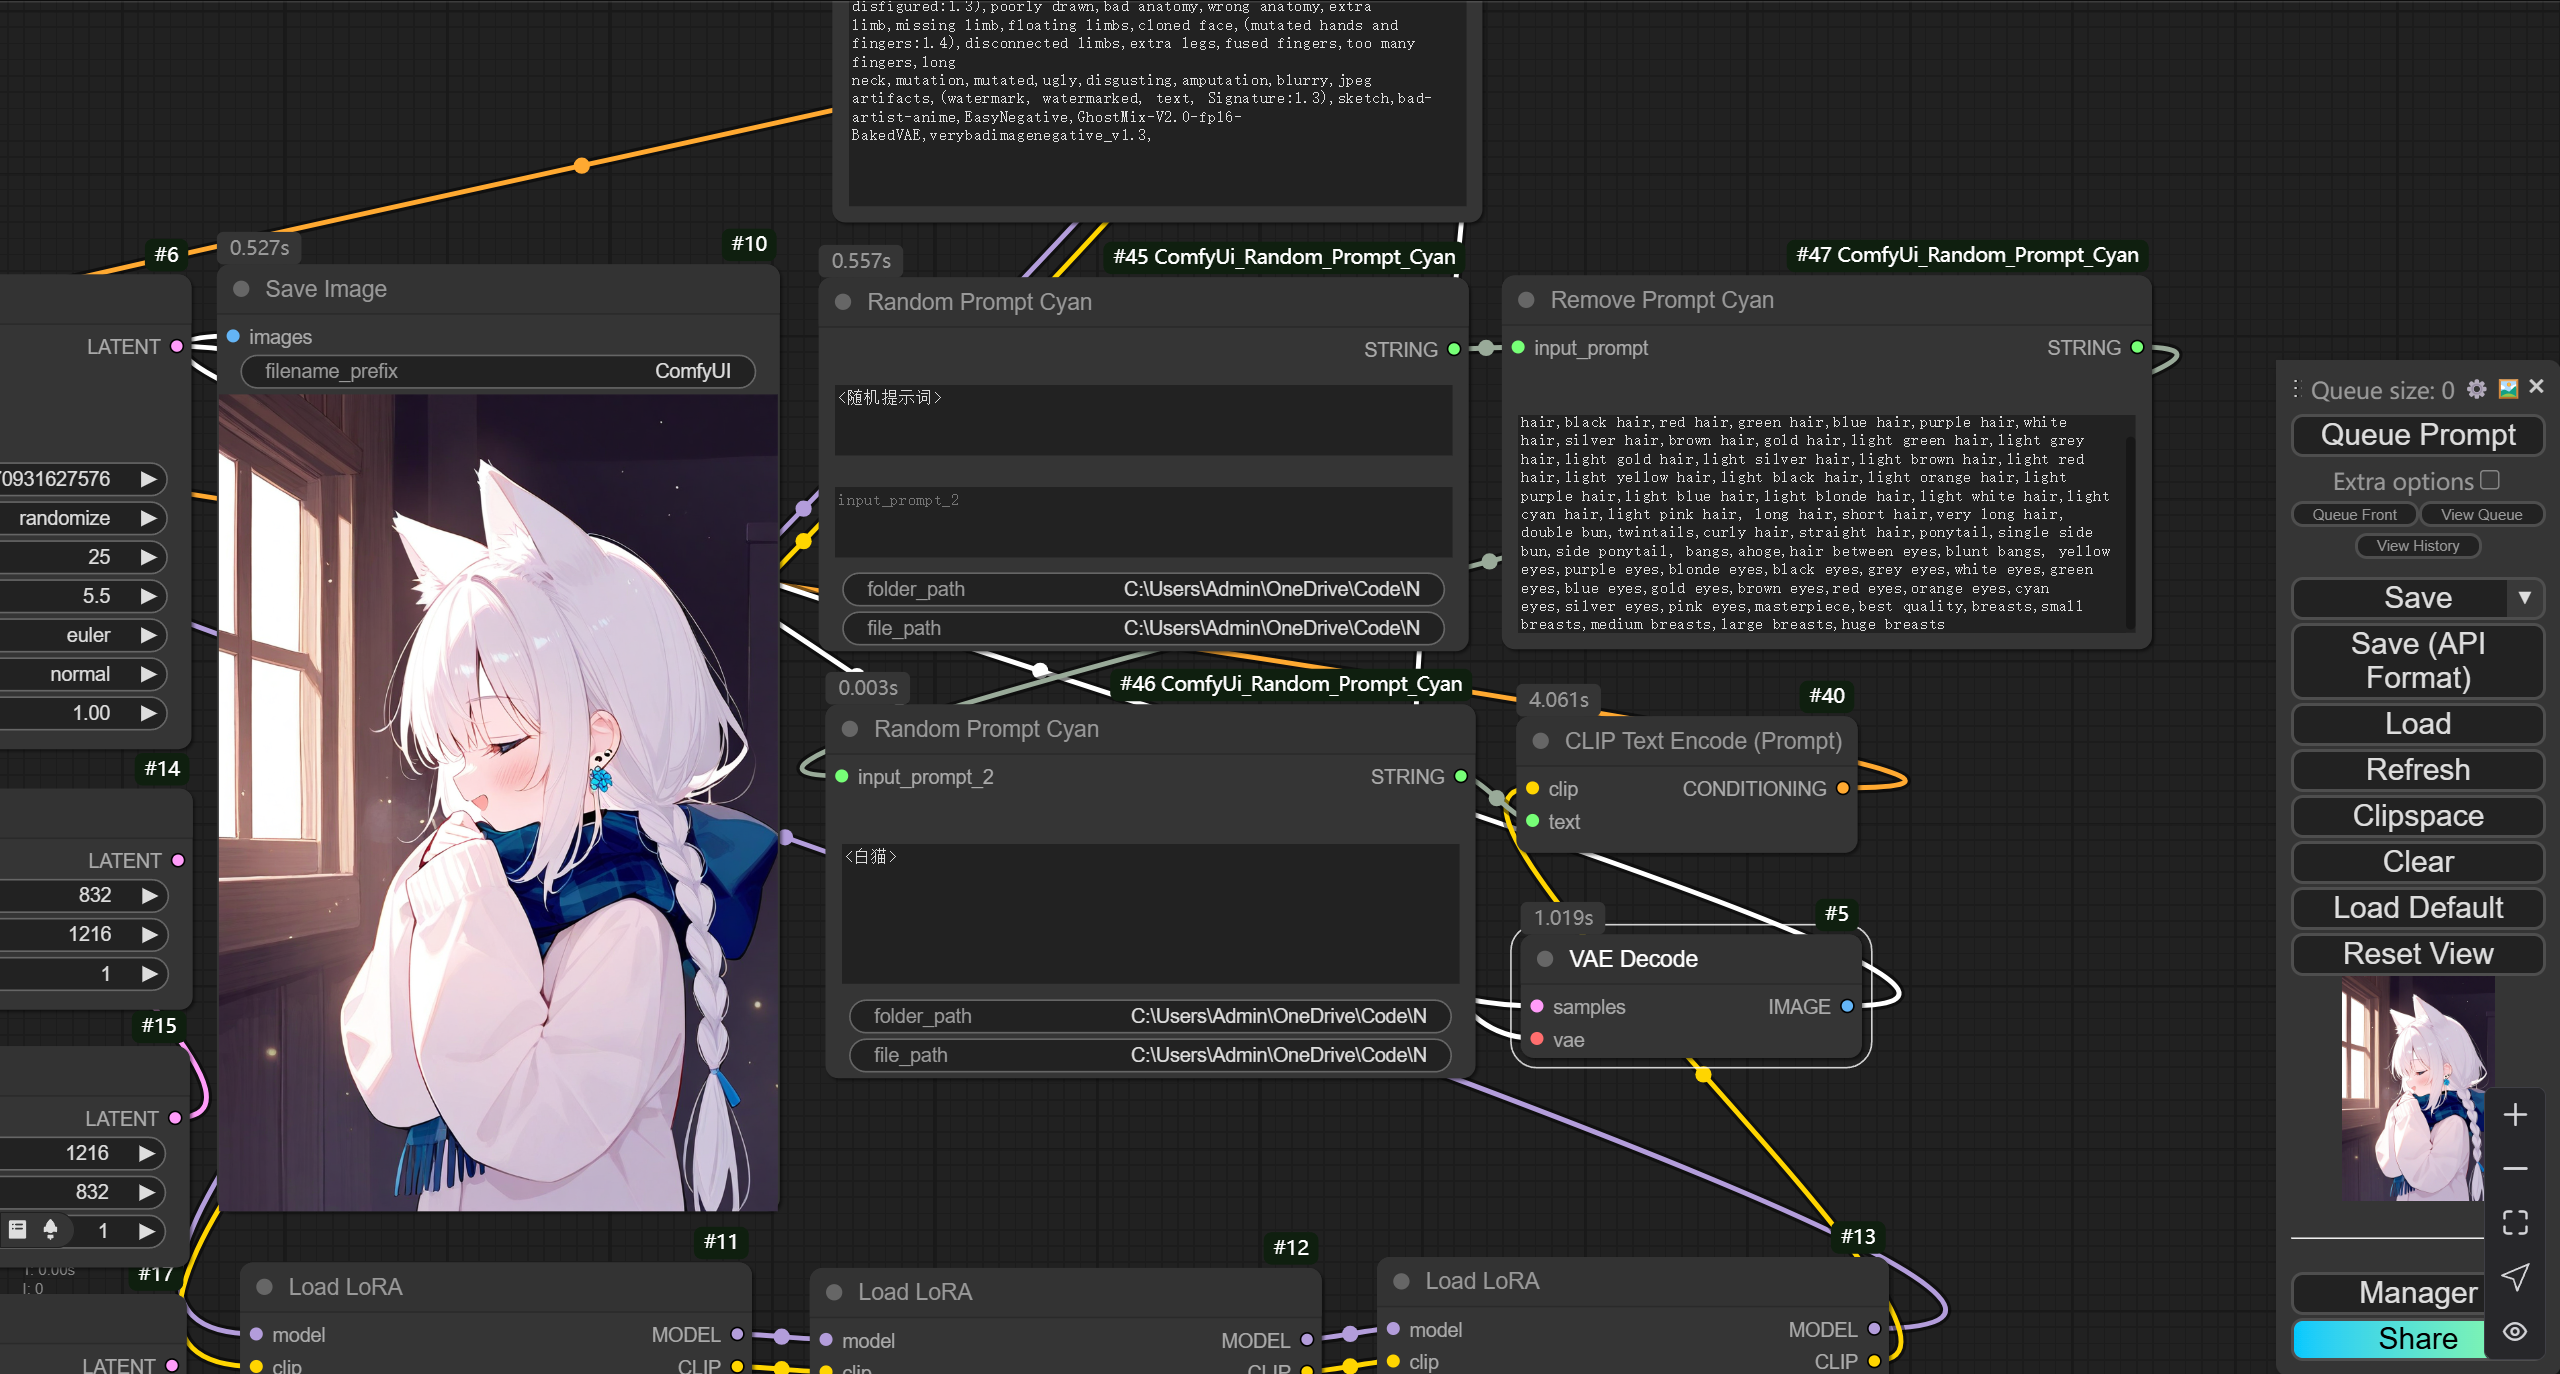 disfigured:1.3),poorly drawn,bad anatomy,wrong anatomy,extra
limb,missing limb,floating limbs,cloned face,(mutated hands and
fingers:1.4),disconnected limbs,extra legs,fused fingers,too many
fingers,long
neck,mutation,mutated,ugly,disgusting,amputation,blurry,jpeg
artifacts,(watermark, watermarked, text, Signature:1.3),sketch,bad-
artist-anime,EasyNegative,GhostMix-V2.0-fp16-
BakedVAE,verybadimagenegative_v1.3,
#6
LATENT
70931627576
randomize
25
5.5
euler
normal
1.00
#14
LATENT
832
1216
1
#15
LATENT
1216
832
1
T: 0.00s
I: 0
#17
LATENT
0.527s
#10
Save Image
images
filename_prefix ComfyUI
0.557s
#45 ComfyUi_Random_Prompt_Cyan
Random Prompt Cyan
STRING
<随机提示词>
input_prompt_2
folder_path C:\Users\Admin\OneDrive\Code\N
file_path C:\Users\Admin\OneDrive\Code\N
#47 ComfyUi_Random_Prompt_Cyan
Remove Prompt Cyan
input_prompt STRING
hair,black hair,red hair,green hair,blue hair,purple hair,white
hair,silver hair,brown hair,gold hair,light green hair,light grey
hair,light gold hair,light silver hair,light brown hair,light red
hair,light yellow hair,light black hair,light orange hair,light
purple hair,light blue hair,light blonde hair,light white hair,light
cyan hair,light pink hair, long hair,short hair,very long hair,
double bun,twintails,curly hair,straight hair,ponytail,single side
bun,side ponytail, bangs,ahoge,hair between eyes,blunt bangs, yellow
eyes,purple eyes,blonde eyes,black eyes,grey eyes,white eyes,green
eyes,blue eyes,gold eyes,brown eyes,red eyes,orange eyes,cyan
eyes,silver eyes,pink eyes,masterpiece,best quality,breasts,small
breasts,medium breasts,large breasts,huge breasts
0.003s
#46 ComfyUi_Random_Prompt_Cyan
Random Prompt Cyan
input_prompt_2 STRING
<白猫>
folder_path C:\Users\Admin\OneDrive\Code\N
file_path C:\Users\Admin\OneDrive\Code\N
4.061s
#40
CLIP Text Encode (Prompt)
clip CONDITIONING
text
1.019s
#5
VAE Decode
samples IMAGE
vae
#11
Load LoRA
model MODEL
clip CLIP
#12
Load LoRA
model MODEL
clip CLIP
#13
Load LoRA
model MODEL
clip CLIP
Queue size: 0
Queue Prompt
Extra options
Queue Front View Queue
View History
Save
Save (API
Format)
Load
Refresh
Clipspace
Clear
Load Default
Reset View
Manager
Share